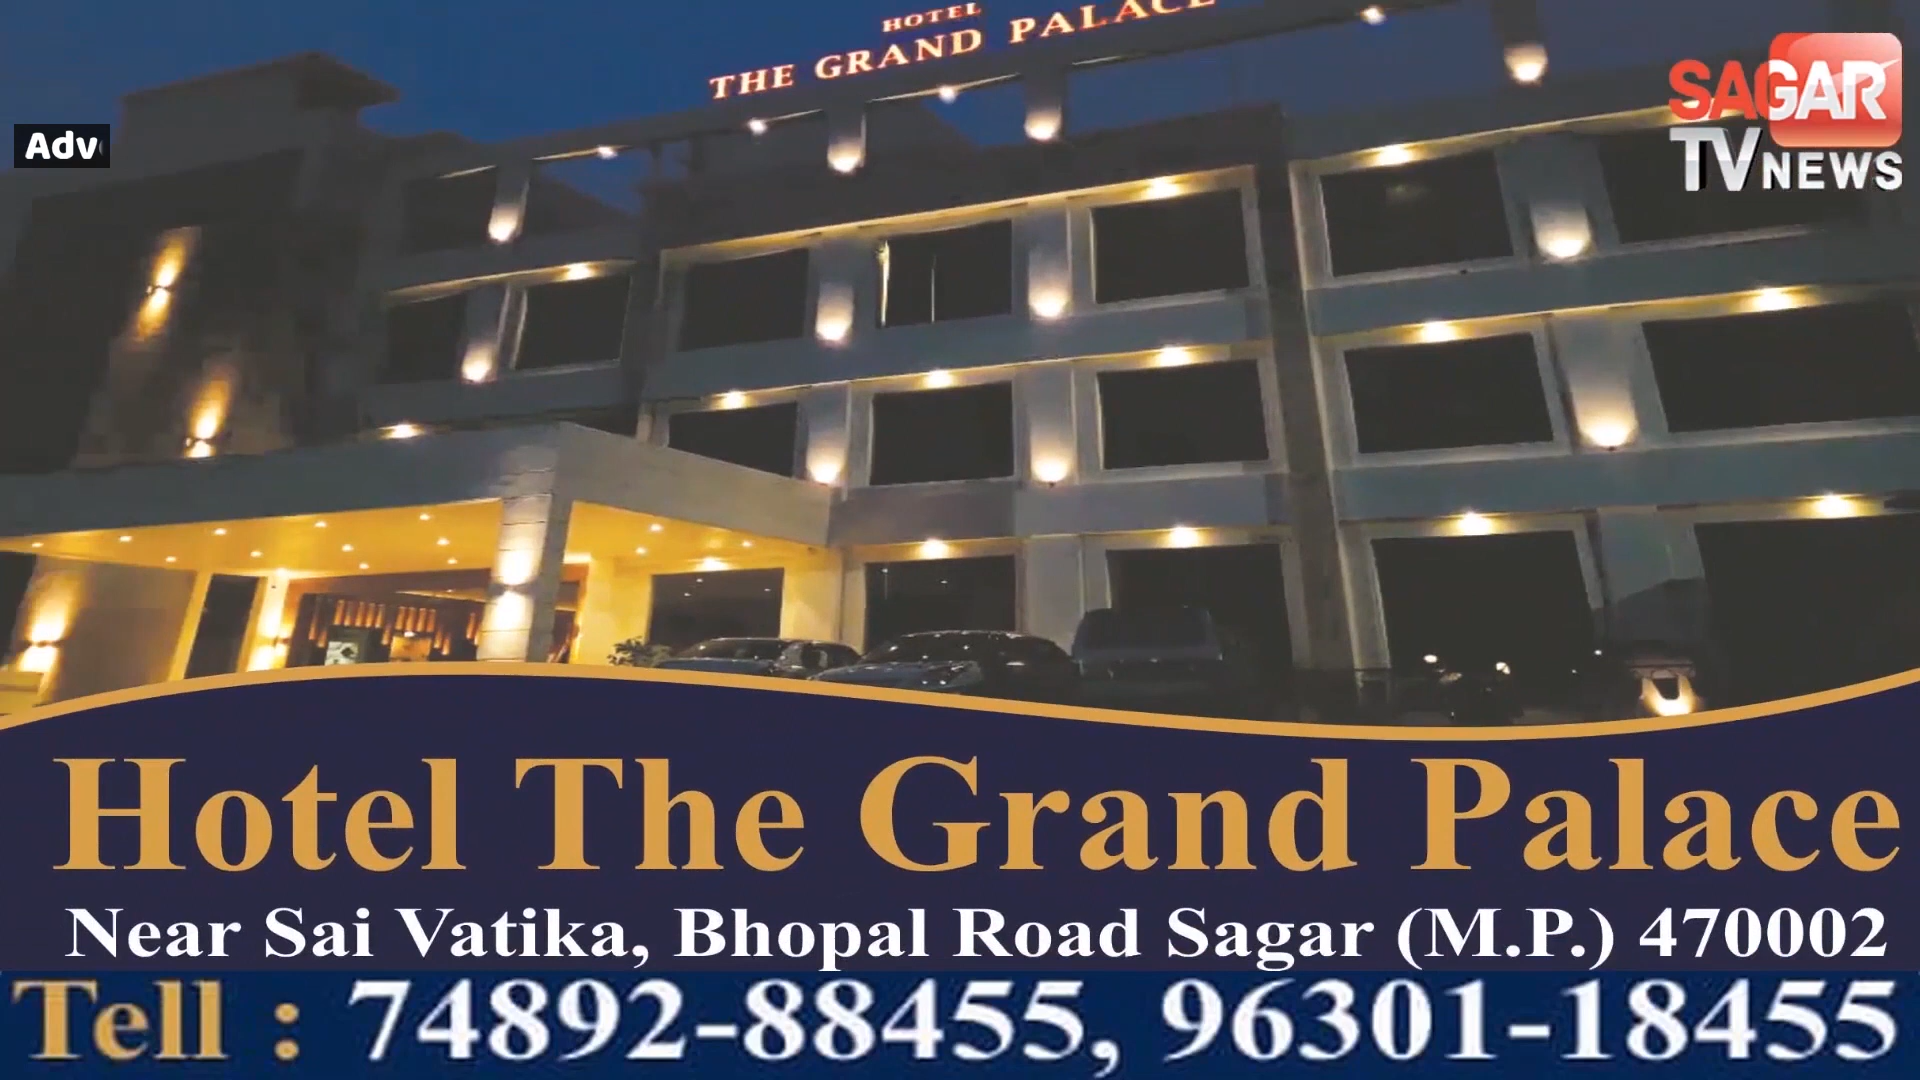 HOTEL
THE GRAND PALACE
SAGAR
TV NEWS
Adv
Hotel The Grand Palace
Near Sai Vatika, Bhopal Road Sagar (M.P.) 470002
Tell : 74892-88455, 96301-18455